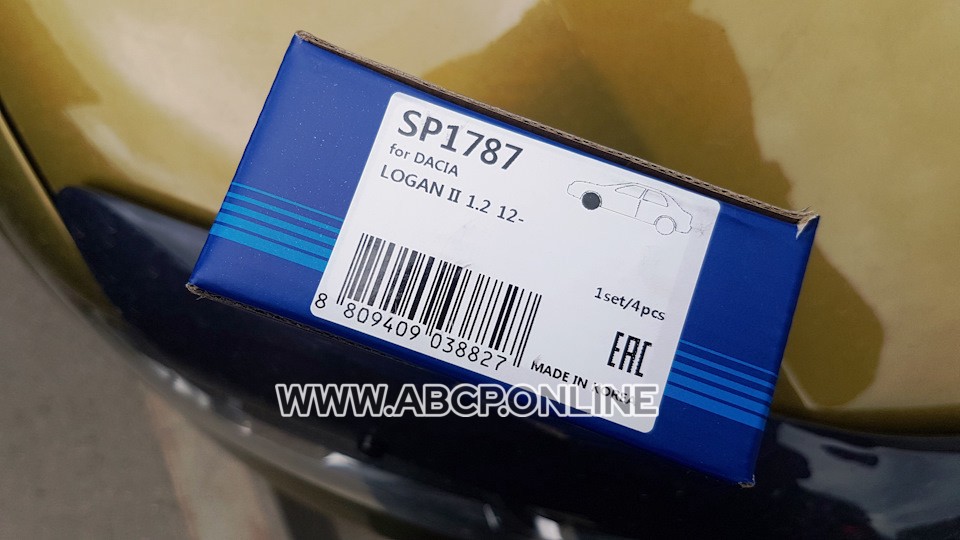 SP1787
for DACIA
LOGAN II 1.2 12-
1set/4pcs
8 809409 038827
EAC
MADE IN KOREA
WWW.ABCP.ONLINE